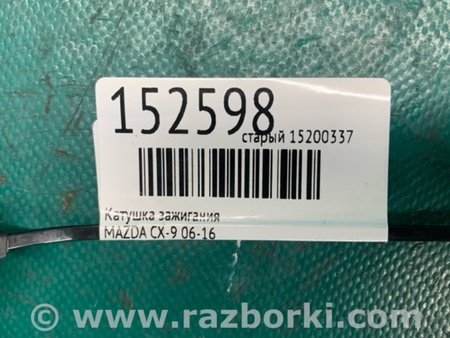 152598
старый 15200337
Катушка зажигания
MAZDA CX-9 06-16
www.razborki.com